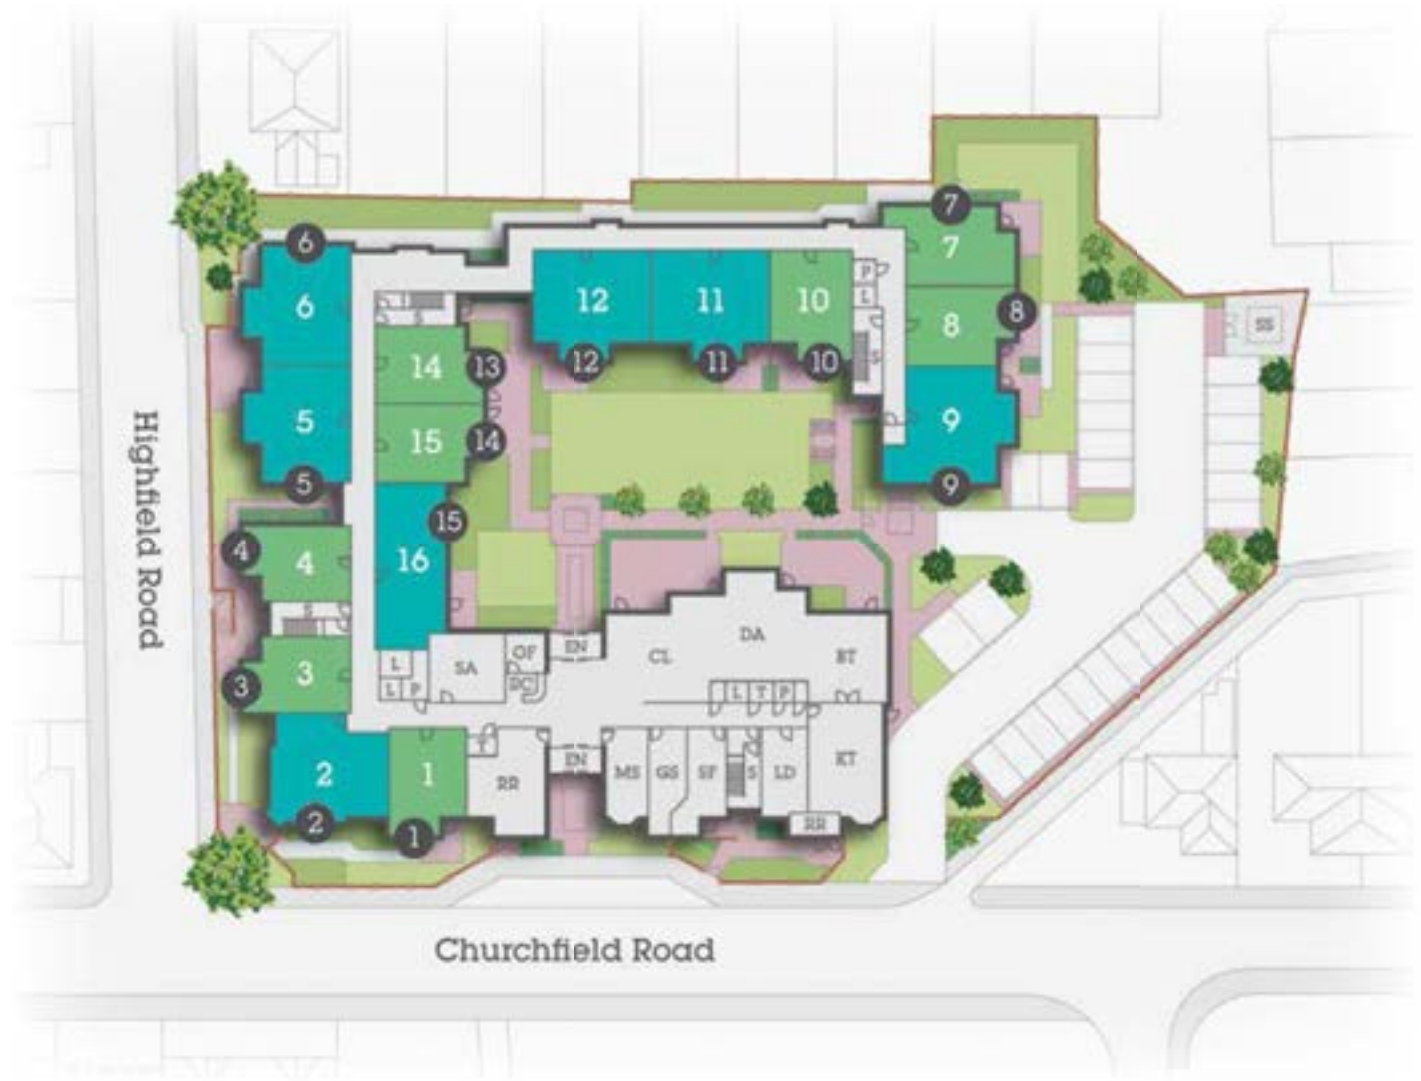 7
6
7
P
6
12
11
10
L
8
8
SS
S
S
14
13
12
11
10
5
9
15
14
5
9
15
4
4
16
S
EN
DA
OF
CL
BT
L
SA
3
3
DC
L
P
L
T
P
T
2
1
RR
EN
MS
GS
SF
S
LD
KT
2
1
RR
Highfield Road
Churchfield Road